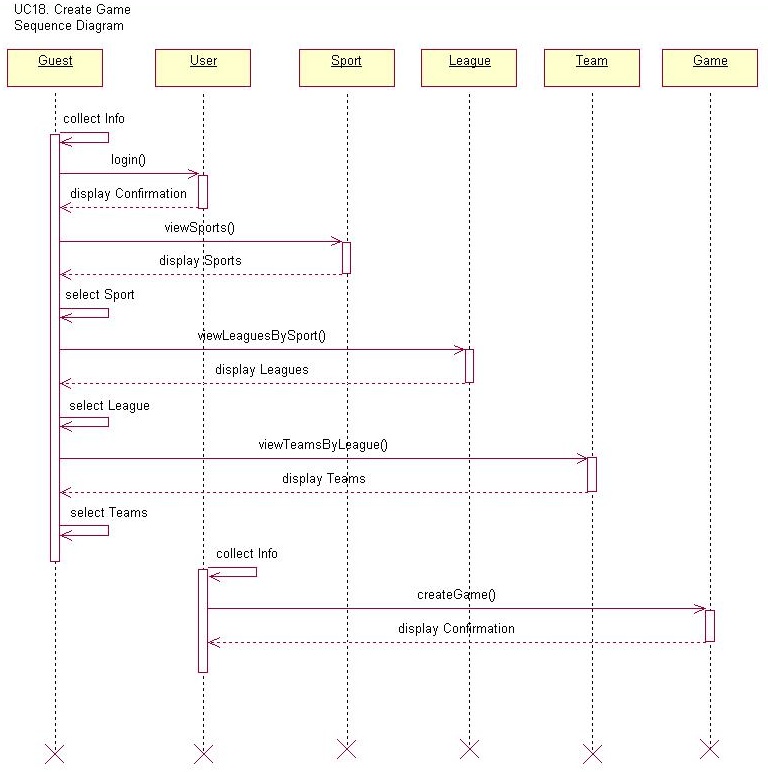 UC18. Create Game
Sequence Diagram
Guest
User
Sport
League
Team
Game
collect Info
login()
display Confirmation
viewSports()
display Sports
select Sport
viewLeaguesBySport()
display Leagues
select League
viewTeamsByLeague()
display Teams
select Teams
collect Info
createGame()
display Confirmation